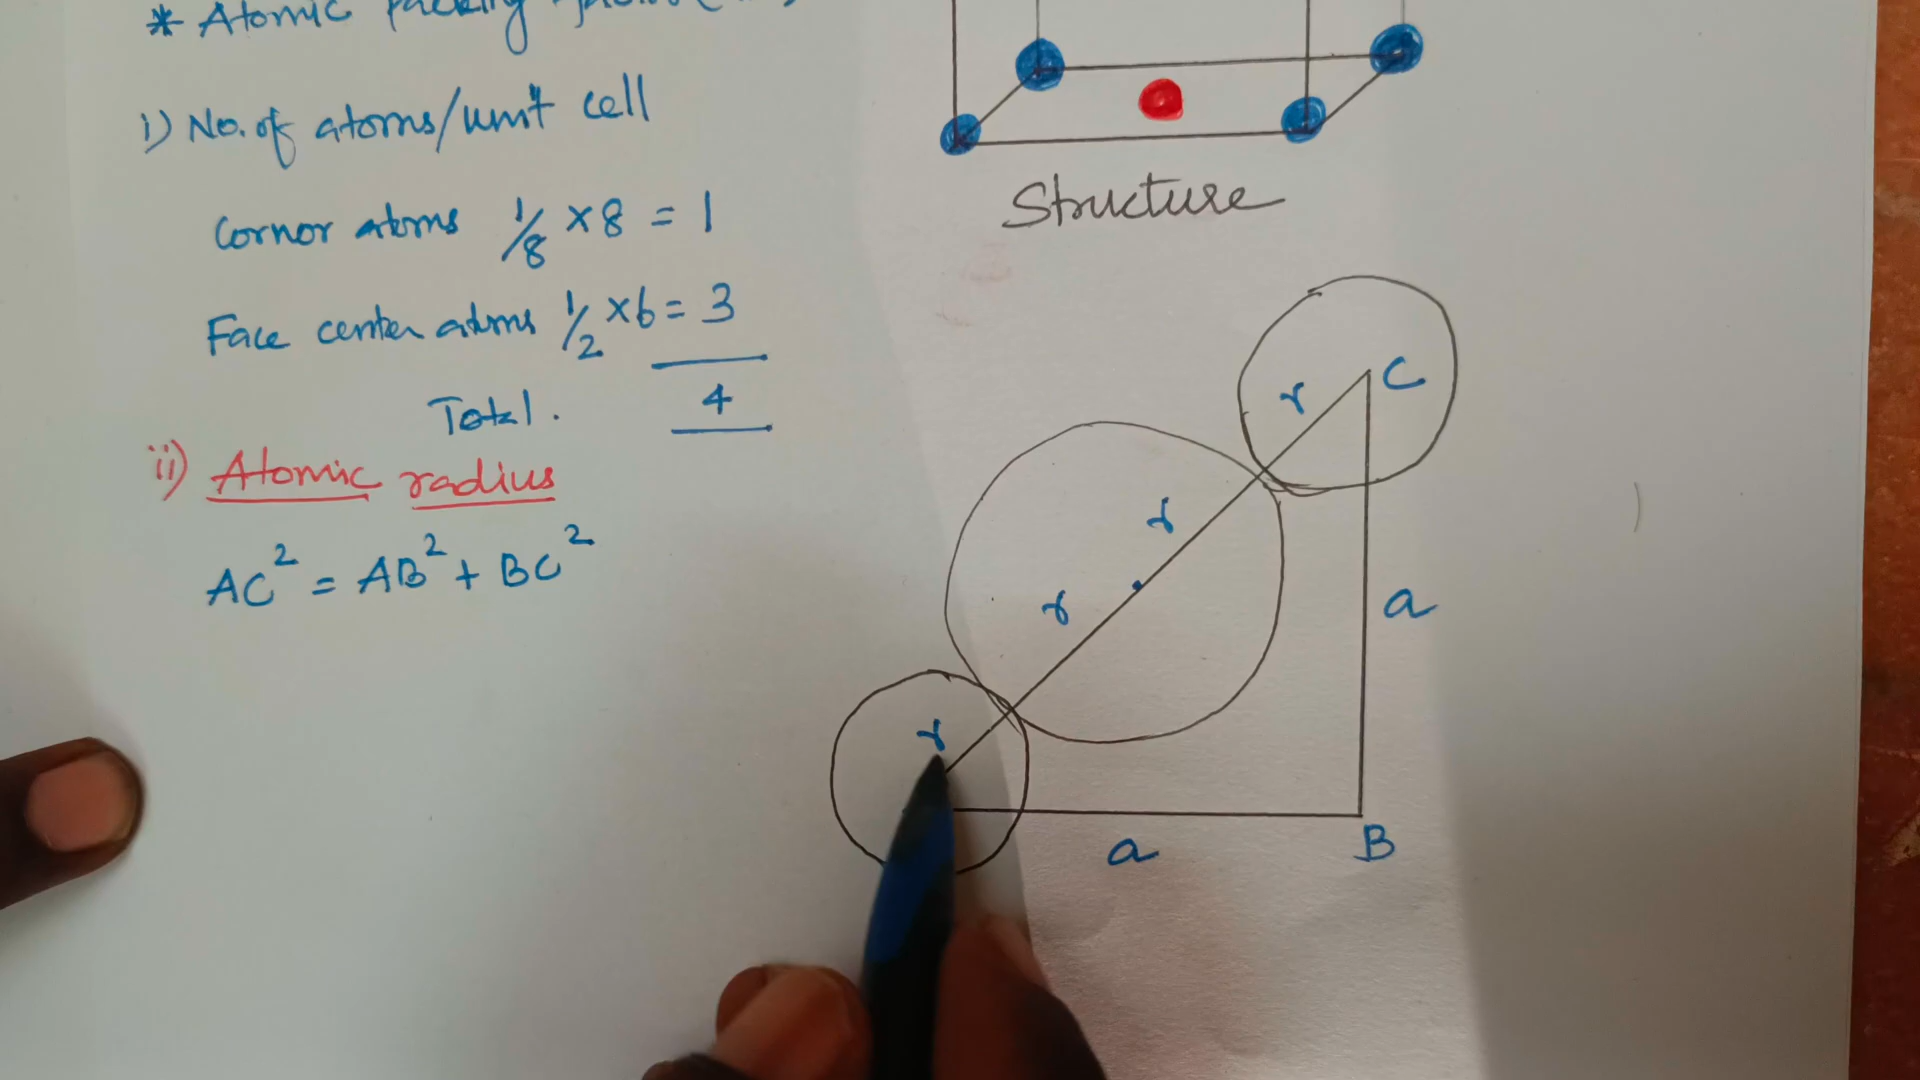 * Atomic Packing
i) No. of atoms/unit cell
Cornor atoms 1/8 × 8 = 1
Face center atoms 1/2 × 6 = 3
Total. 4
ii) Atomic radius
AC² = AB² + BC²
Structure
C
r
r
r
a
r
a
B